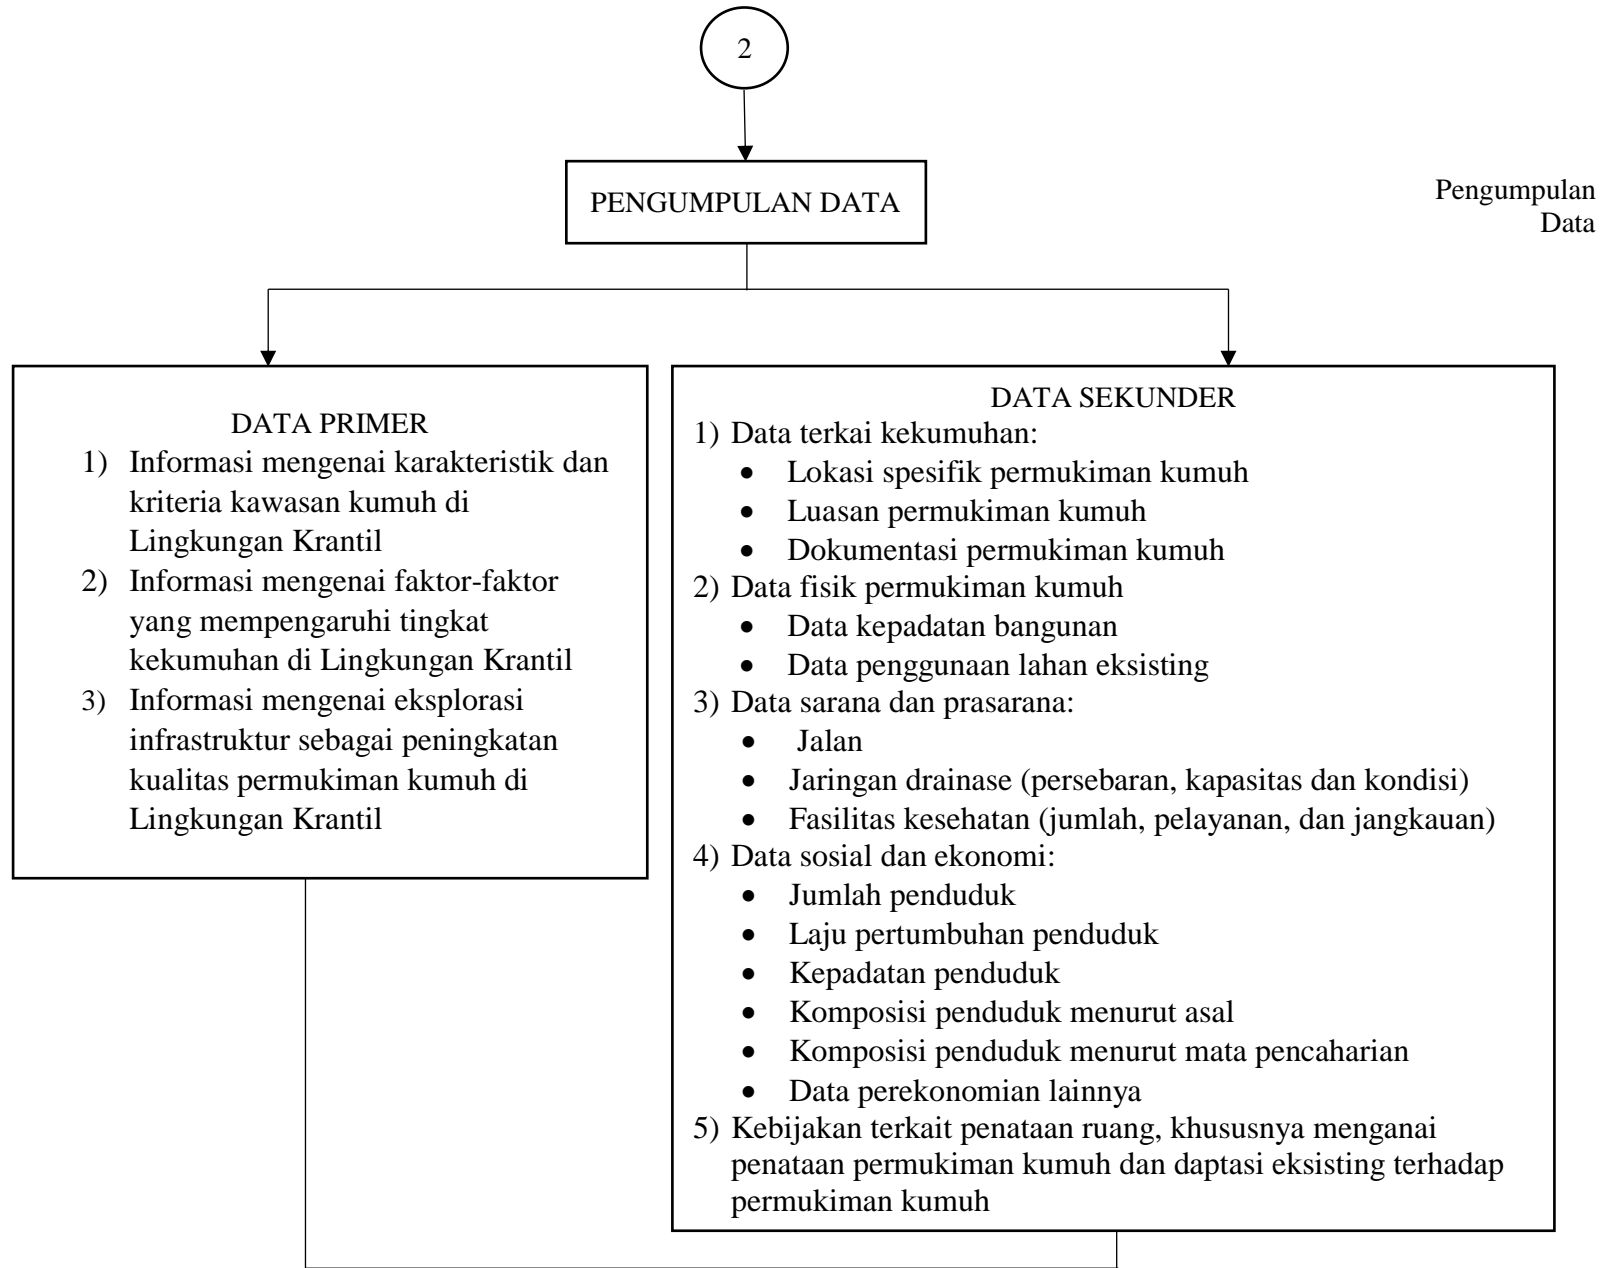 2
PENGUMPULAN DATA
Pengumpulan
Data
DATA PRIMER
1) Informasi mengenai karakteristik dan
kriteria kawasan kumuh di
Lingkungan Krantil
2) Informasi mengenai faktor-faktor
yang mempengaruhi tingkat
kekumuhan di Lingkungan Krantil
3) Informasi mengenai eksplorasi
infrastruktur sebagai peningkatan
kualitas permukiman kumuh di
Lingkungan Krantil
DATA SEKUNDER
1) Data terkait kekumuhan:
• Lokasi spesifik permukiman kumuh
• Luasan permukiman kumuh
• Dokumentasi permukiman kumuh
2) Data fisik permukiman kumuh
• Data kepadatan bangunan
• Data penggunaan lahan eksisting
3) Data sarana dan prasarana:
• Jalan
• Jaringan drainase (persebaran, kapasitas dan kondisi)
• Fasilitas kesehatan (jumlah, pelayanan, dan jangkauan)
4) Data sosial dan ekonomi:
• Jumlah penduduk
• Laju pertumbuhan penduduk
• Kepadatan penduduk
• Komposisi penduduk menurut asal
• Komposisi penduduk menurut mata pencaharian
• Data perekonomian lainnya
5) Kebijakan terkait penataan ruang, khususnya menganai
penataan permukiman kumuh dan daptasi eksisting terhadap
permukiman kumuh